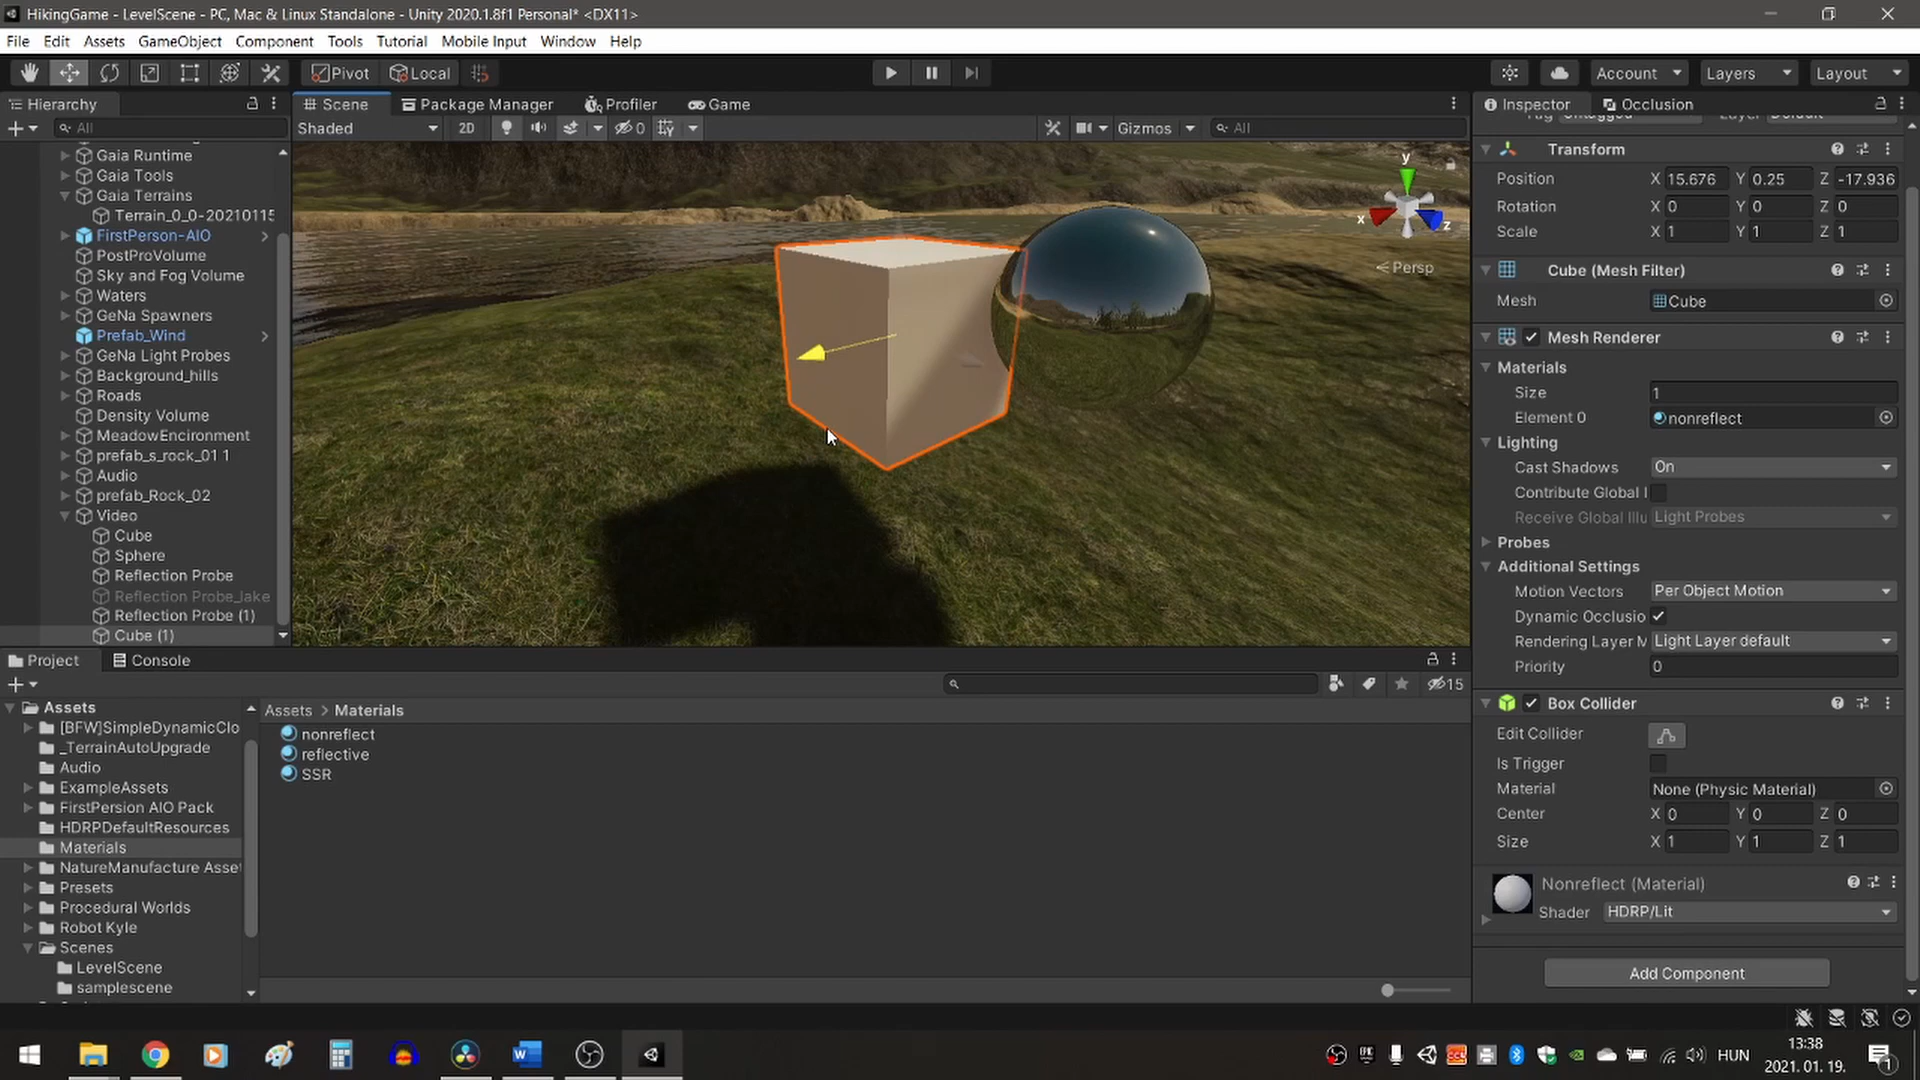 HikingGame - LevelScene - PC, Mac & Linux Standalone - Unity 2020.1.8f1 Personal* <DX11>
File Edit Assets GameObject Component Tools Tutorial Mobile Input Window Help
Pivot Local Account Layers Layout
Hierarchy
All
Gaia Runtime
Gaia Tools
Gaia Terrains
Terrain_0_0-20210115
FirstPerson-AIO
PostProVolume
Sky and Fog Volume
Waters
GeNa Spawners
Prefab_Wind
GeNa Light Probes
Background_hills
Roads
Density Volume
MeadowEncironment
prefab_s_rock_01 1
Audio
prefab_Rock_02
Video
Cube
Sphere
Reflection Probe
Reflection Probe_lake
Reflection Probe (1)
Cube (1)
Scene Package Manager Profiler Game
Shaded 2D 0 Gizmos All
y
x
z
Persp
Inspector Occlusion
Tag Untagged Layer Default
Transform
Position X 15.676 Y 0.25 Z -17.936
Rotation X 0 Y 0 Z 0
Scale X 1 Y 1 Z 1
Cube (Mesh Filter)
Mesh Cube
Mesh Renderer
Materials
Size 1
Element 0 nonreflect
Lighting
Cast Shadows On
Contribute Global I
Receive Global Illu Light Probes
Probes
Additional Settings
Motion Vectors Per Object Motion
Dynamic Occlusio
Rendering Layer M Light Layer default
Priority 0
Box Collider
Edit Collider
Is Trigger
Material None (Physic Material)
Center X 0 Y 0 Z 0
Size X 1 Y 1 Z 1
Nonreflect (Material)
Shader HDRP/Lit
Add Component
Project Console
15
Assets
[BFW]SimpleDynamicClo
_TerrainAutoUpgrade
Audio
ExampleAssets
FirstPersion AIO Pack
HDRPDefaultResources
Materials
NatureManufacture Asset
Presets
Procedural Worlds
Robot Kyle
Scenes
LevelScene
samplescene
Assets > Materials
nonreflect
reflective
SSR
HUN
13:38
2021. 01. 19.
1